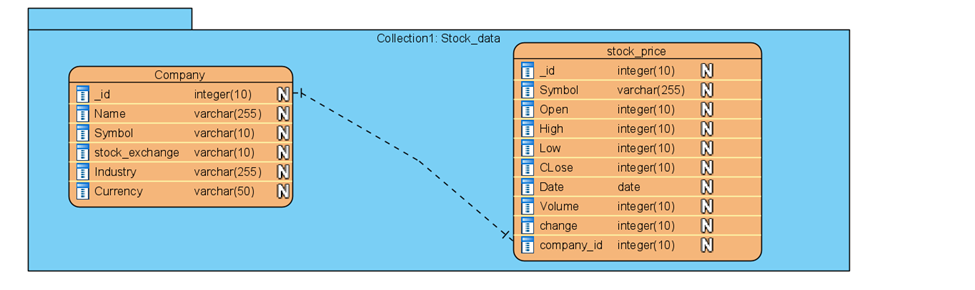 Collection1: Stock_data
Company
_id integer(10) N
Name varchar(255) N
Symbol varchar(10) N
stock_exchange varchar(10) N
Industry varchar(255) N
Currency varchar(50) N
stock_price
_id integer(10) N
Symbol varchar(255) N
Open integer(10) N
High integer(10) N
Low integer(10) N
CLose integer(10) N
Date date N
Volume integer(10) N
change integer(10) N
company_id integer(10) N